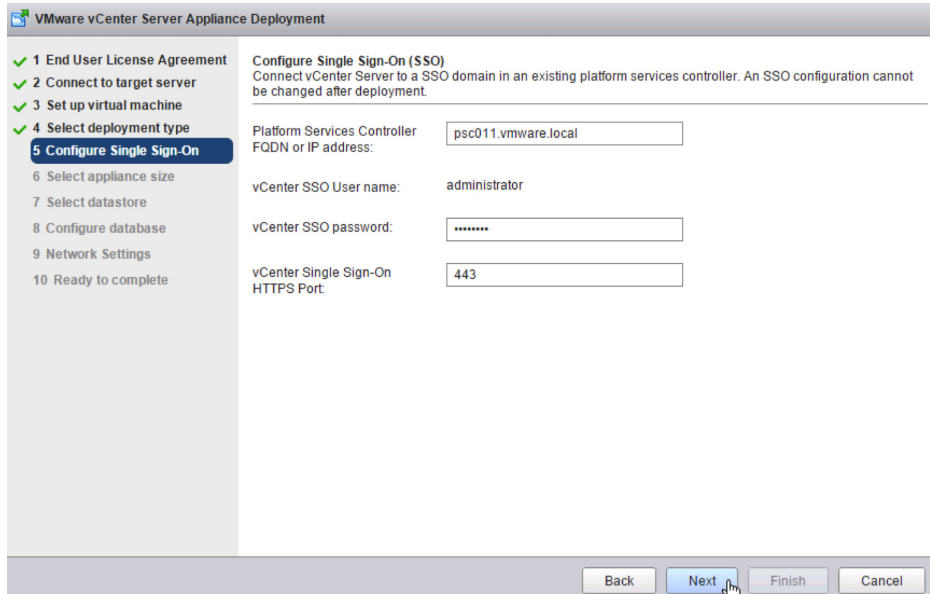 VMware vCenter Server Appliance Deployment
1 End User License Agreement
2 Connect to target server
3 Set up virtual machine
4 Select deployment type
5 Configure Single Sign-On
6 Select appliance size
7 Select datastore
8 Configure database
9 Network Settings
10 Ready to complete
Configure Single Sign-On (SSO)
Connect vCenter Server to a SSO domain in an existing platform services controller. An SSO configuration cannot
be changed after deployment.
Platform Services Controller
FQDN or IP address:
psc011.vmware.local
vCenter SSO User name:
administrator
vCenter SSO password:
••••••••
vCenter Single Sign-On
HTTPS Port:
443
Back
Next
Finish
Cancel